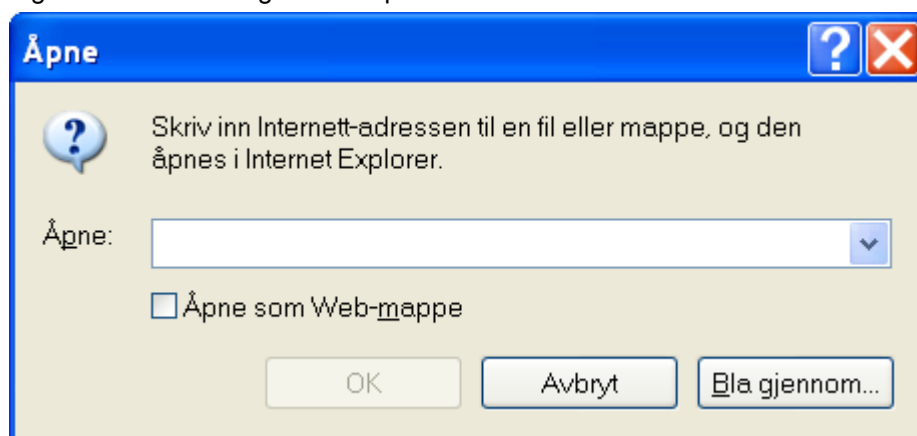 Åpne
Skriv inn Internett-adressen til en fil eller mappe, og den
åpnes i Internet Explorer.
Åpne:
Åpne som Web-mappe
OK Avbryt Bla gjennom...